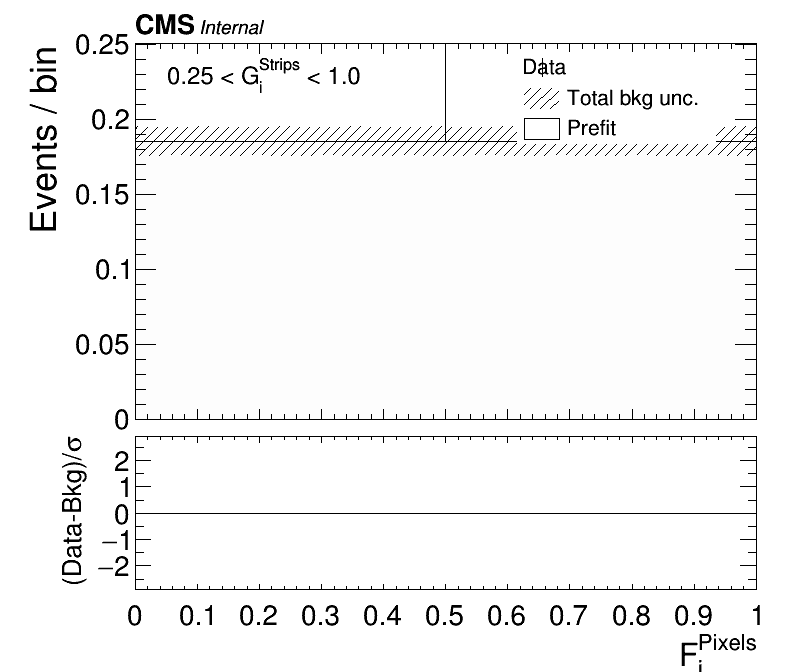 CMS Internal
0.25 < G_i^Strips < 1.0
Data
Total bkg unc.
Prefit
Events / bin
0.25
0.2
0.15
0.1
0.05
0
(Data-Bkg)/σ
2
1
0
−1
−2
0 0.1 0.2 0.3 0.4 0.5 0.6 0.7 0.8 0.9 1
F_i^Pixels